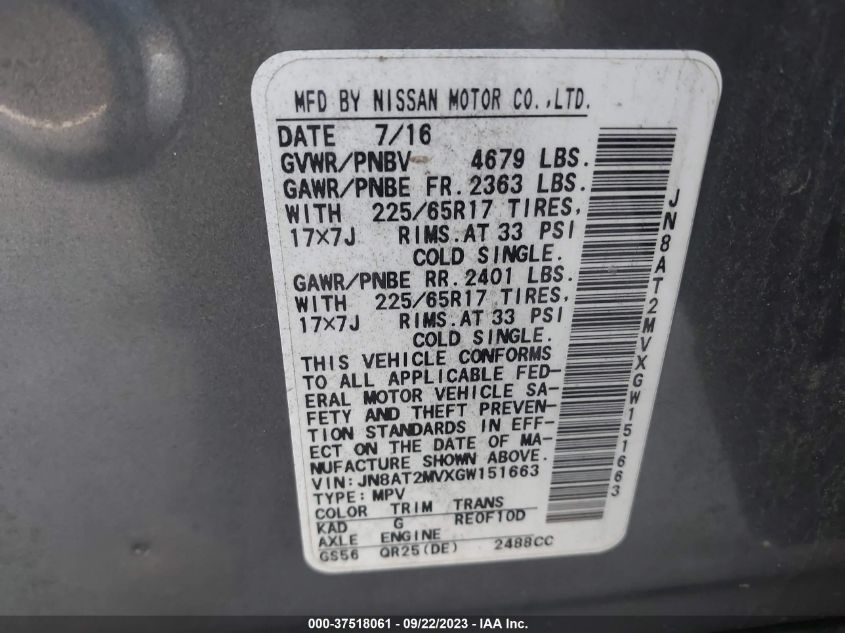 MFD BY NISSAN MOTOR CO.,LTD.
DATE 7/16
GVWR/PNBV 4679 LBS.
GAWR/PNBE FR. 2363 LBS.
WITH 225/65R17 TIRES,
17×7J RIMS.AT 33 PSI
COLD SINGLE.
GAWR/PNBE RR. 2401 LBS.
WITH 225/65R17 TIRES,
17×7J RIMS.AT 33 PSI
COLD SINGLE.
THIS VEHICLE CONFORMS
TO ALL APPLICABLE FED-
ERAL MOTOR VEHICLE SA-
FETY AND THEFT PREVEN-
TION STANDARDS IN EFF-
ECT ON THE DATE OF MA-
NUFACTURE SHOWN ABOVE.
VIN:JN8AT2MVXGW151663
TYPE:MPV
COLOR TRIM TRANS
KAD G RE0F10D
AXLE ENGINE
GS56 QR25(DE) 2488CC
JN8AT2MVXGW151663
000-37518061 - 09/22/2023 - IAA Inc.